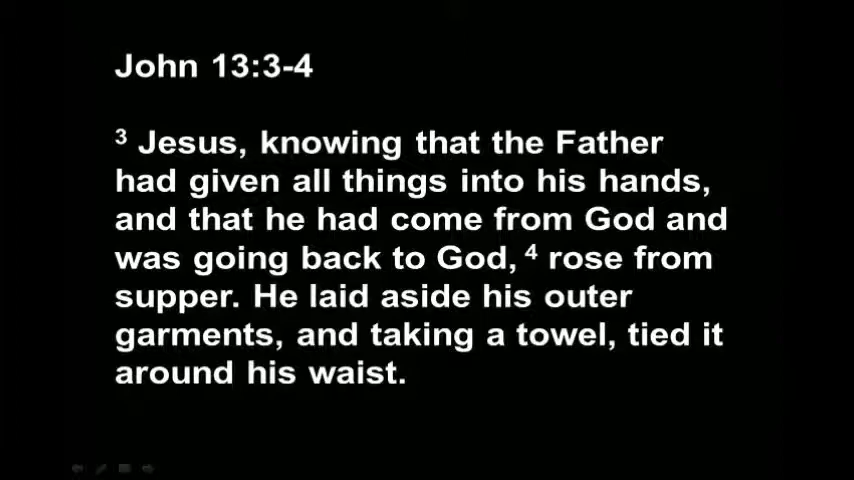 John 13:3-4
3 Jesus, knowing that the Father
had given all things into his hands,
and that he had come from God and
was going back to God, 4 rose from
supper. He laid aside his outer
garments, and taking a towel, tied it
around his waist.